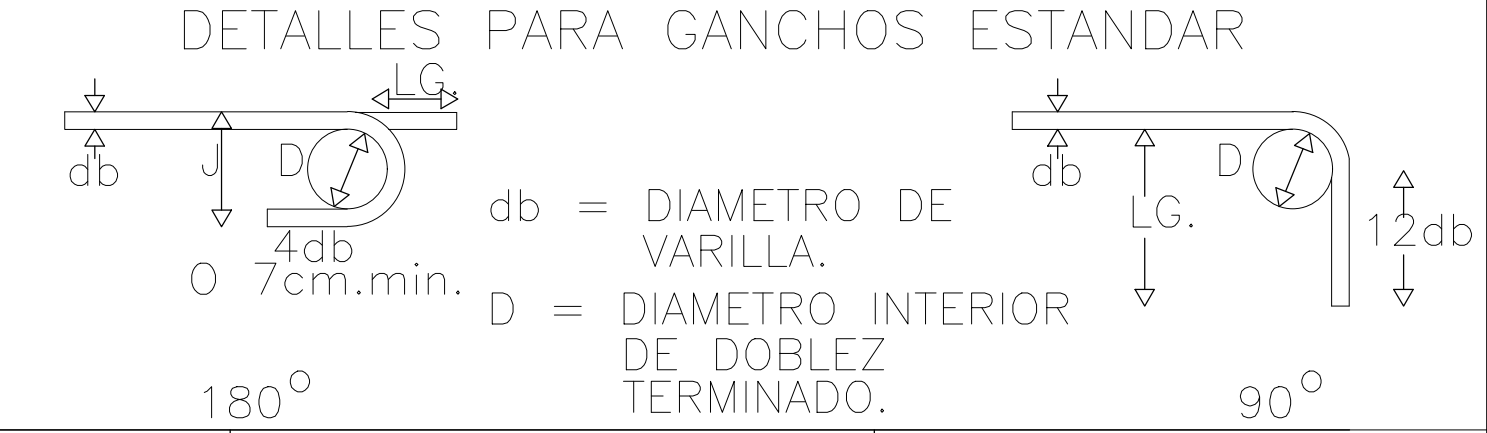 DETALLES PARA GANCHOS ESTANDAR
LG.
db
J
D
4db
O 7cm.min.
180°
db = DIAMETRO DE
VARILLA.
D = DIAMETRO INTERIOR
DE DOBLEZ
TERMINADO.
db
LG.
D
12db
90°